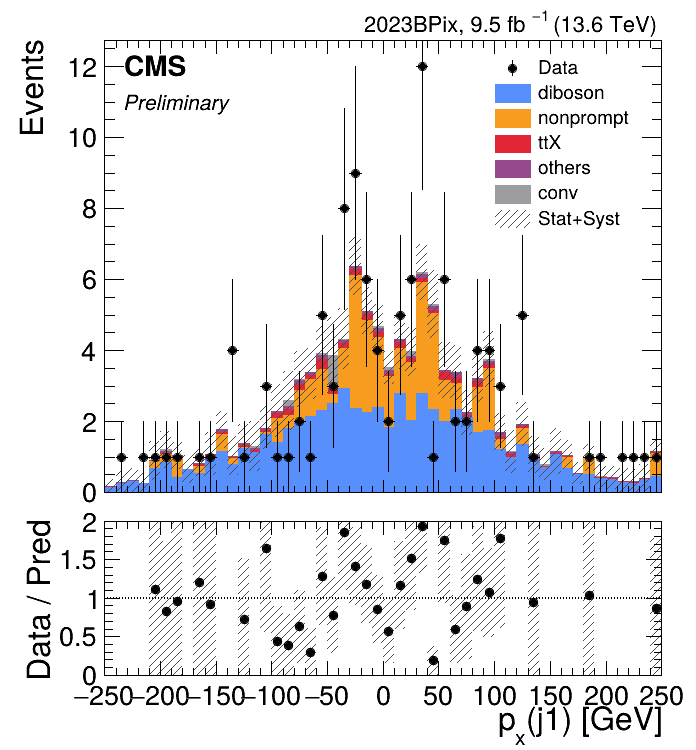 2023BPix, 9.5 fb⁻¹ (13.6 TeV)
CMS
Preliminary
Events
12
10
8
6
4
2
0
Data
diboson
nonprompt
ttX
others
conv
Stat+Syst
Data / Pred
2
1.5
1
0.5
0
−250 −200 −150 −100 −50 0 50 100 150 200 250
pₓ(j1) [GeV]